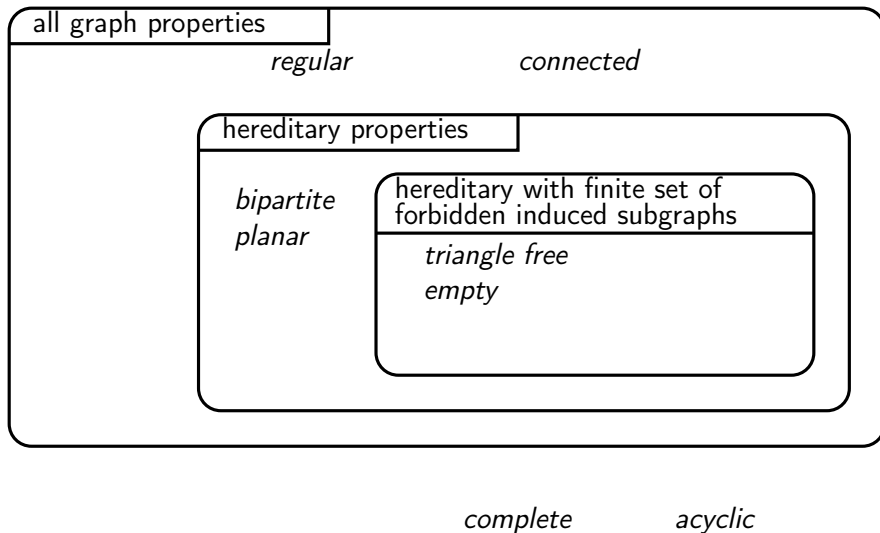 all graph properties
regular connected
hereditary properties
bipartite
planar
hereditary with finite set of
forbidden induced subgraphs
triangle free
empty
complete acyclic